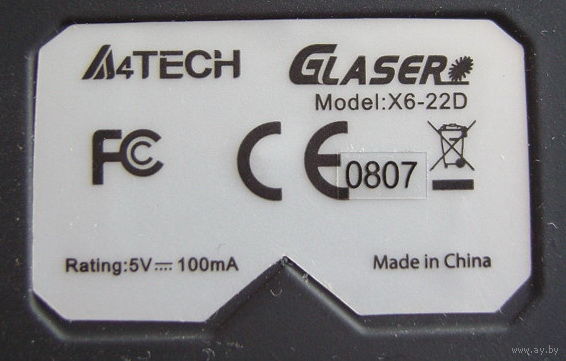 A4TECH GLASER
Model:X6-22D
FC CE 0807
Rating:5V⎓100mA Made in China
www.ay.by